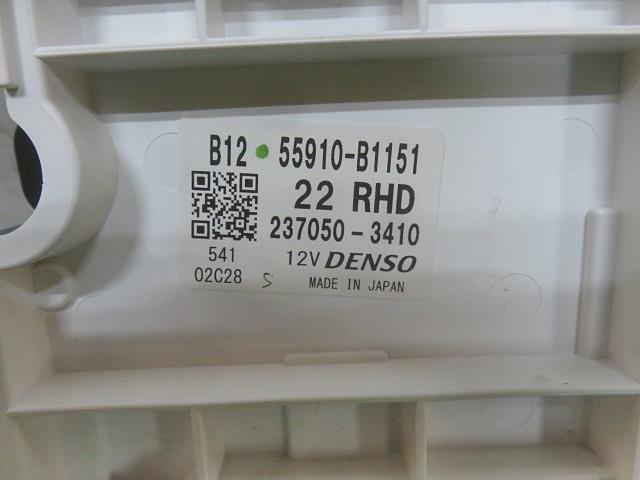 B12 55910-B1151
22 RHD
237050-3410
541 12V DENSO
02C28 S MADE IN JAPAN